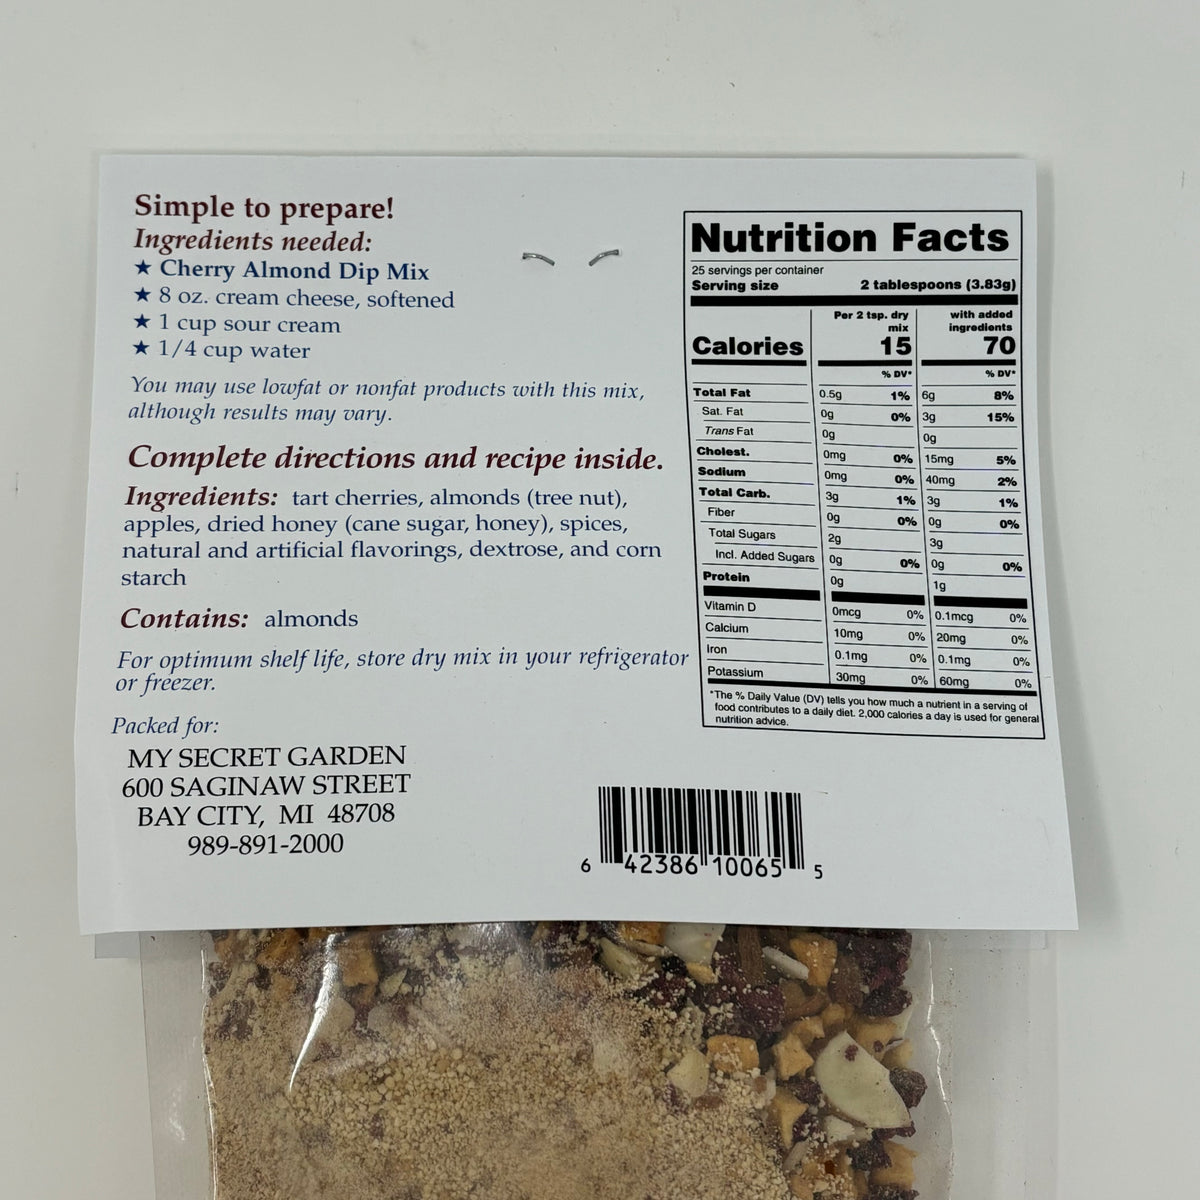 Simple to prepare!
Ingredients needed:
★ Cherry Almond Dip Mix
★ 8 oz. cream cheese, softened
★ 1 cup sour cream
★ 1/4 cup water
You may use lowfat or nonfat products with this mix,
although results may vary.
Complete directions and recipe inside.
Ingredients: tart cherries, almonds (tree nut),
apples, dried honey (cane sugar, honey), spices,
natural and artificial flavorings, dextrose, and corn
starch
Contains: almonds
For optimum shelf life, store dry mix in your refrigerator
or freezer.
Packed for:
MY SECRET GARDEN
600 SAGINAW STREET
BAY CITY, MI 48708
989-891-2000
Nutrition Facts
25 servings per container
Serving size 2 tablespoons (3.83g)
Per 2 tsp. dry mix with added ingredients
Calories 15 70
% DV* % DV*
Total Fat 0.5g 1% 6g 8%
Sat. Fat 0g 0% 3g 15%
Trans Fat 0g 0g
Cholest. 0mg 0% 15mg 5%
Sodium 0mg 0% 40mg 2%
Total Carb. 3g 1% 3g 1%
Fiber 0g 0% 0g 0%
Total Sugars 2g 3g
Incl. Added Sugars 0g 0% 0g 0%
Protein 0g 1g
Vitamin D 0mcg 0% 0.1mcg 0%
Calcium 10mg 0% 20mg 0%
Iron 0.1mg 0% 0.1mg 0%
Potassium 30mg 0% 60mg 0%
*The % Daily Value (DV) tells you how much a nutrient in a serving of
food contributes to a daily diet. 2,000 calories a day is used for general
nutrition advice.
6 42386 10065 5